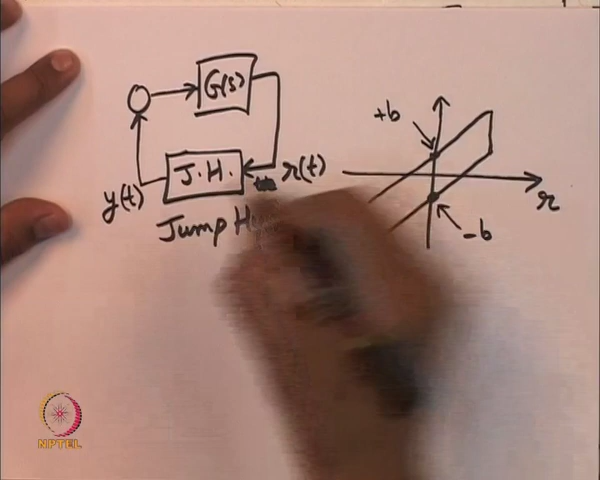 G(s)
+b
J.H.
r(t)
y(t)
Jump
r
-b
NPTEL